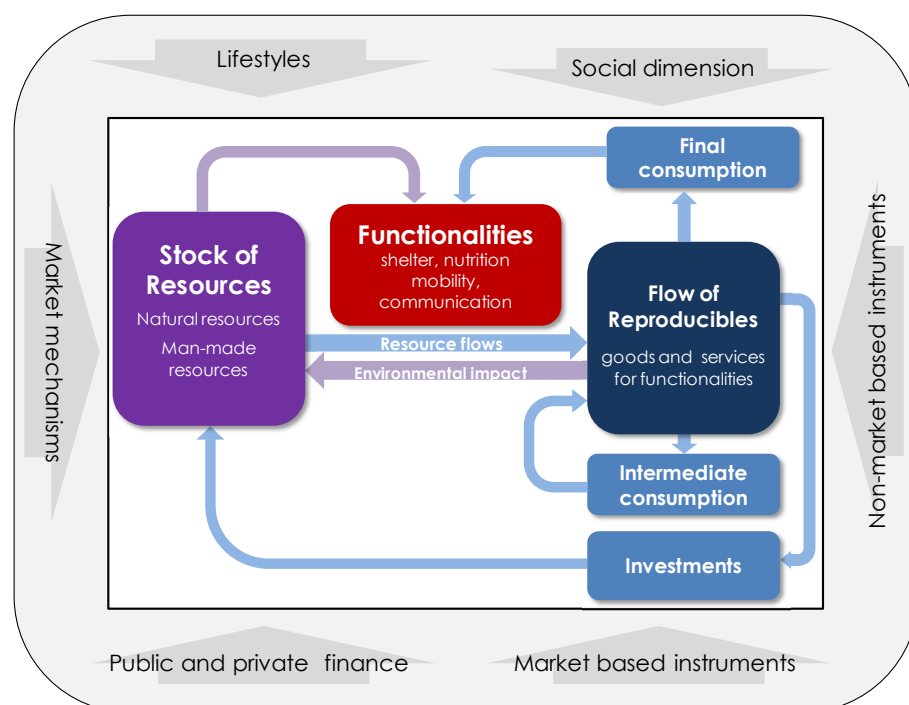 Lifestyles
Social dimension
Final
consumption
Stock of
Resources
Natural resources
Man-made
resources
Functionalities
shelter, nutrition
mobility,
communication
Flow of
Reproducibles
goods and services
for functionalities
Resource flows
Environmental impact
Intermediate
consumption
Investments
Market mechanisms
Non-market based instruments
Public and private finance
Market based instruments